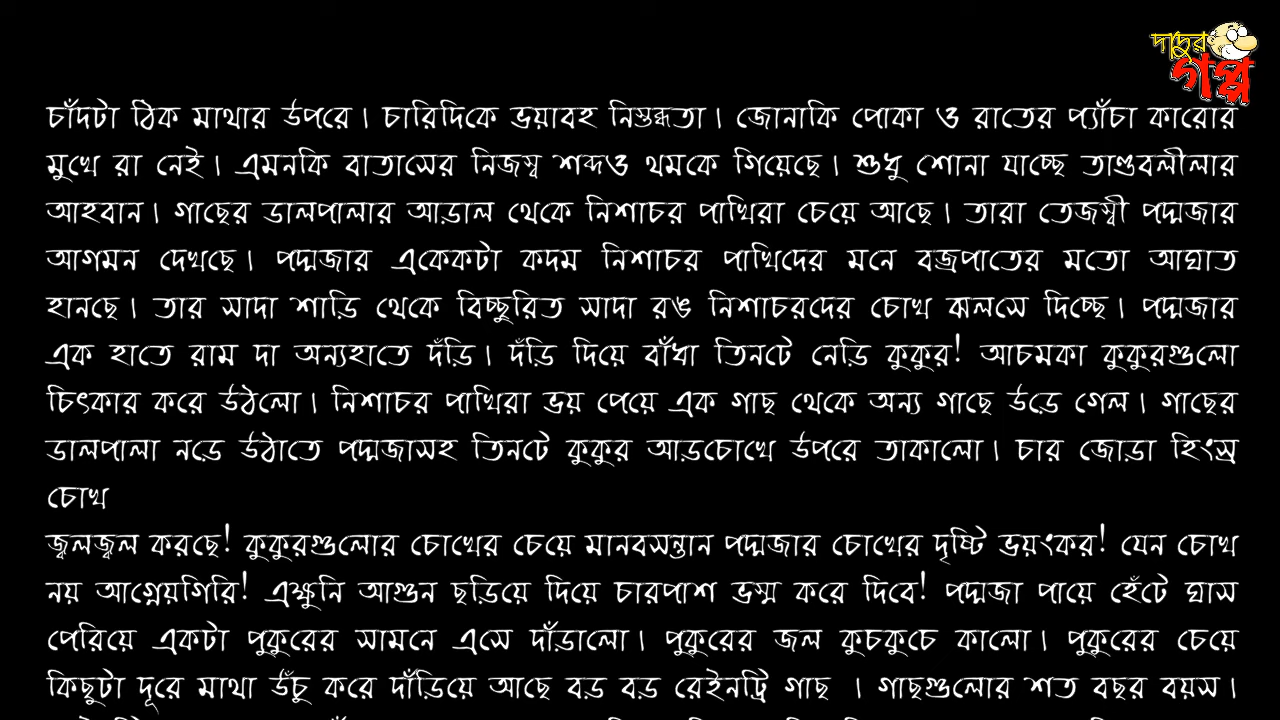 দাদুর
গল্প
চাঁদটা ঠিক মাথার উপরে। চারিদিকে ভয়াবহ নিস্তব্ধতা। জোনাকি পোকা ও রাতের প্যাঁচা কারোর
মুখে রা নেই। এমনকি বাতাসের নিজস্ব শব্দও থমকে গিয়েছে। শুধু শোনা যাচ্ছে তাণ্ডবলীলার
আহবান। গাছের ডালপালার আড়াল থেকে নিশাচর পাখিরা চেয়ে আছে। তারা তেজস্বী পদ্মজার
আগমন দেখছে। পদ্মজার একেকটা কদম নিশাচর পাখিদের মনে বজ্রপাতের মতো আঘাত
হানছে। তার সাদা শাড়ি থেকে বিচ্ছুরিত সাদা রঙ নিশাচরদের চোখ ঝলসে দিচ্ছে। পদ্মজার
এক হাতে রাম দা অন্যহাতে দঁড়ি। দঁড়ি দিয়ে বাঁধা তিনটে নেড়ি কুকুর! আচমকা কুকুরগুলো
চিৎকার করে উঠলো। নিশাচর পাখিরা ভয় পেয়ে এক গাছ থেকে অন্য গাছে উড়ে গেল। গাছের
ডালপালা নড়ে উঠাতে পদ্মজাসহ তিনটে কুকুর আড়চোখে উপরে তাকালো। চার জোড়া হিংস্র
চোখ
জ্বলজ্বল করছে! কুকুরগুলোর চোখের চেয়ে মানবসন্তান পদ্মজার চোখের দৃষ্টি ভয়ংকর! যেন চোখ
নয় আগ্নেয়গিরি! এক্ষুনি আগুন ছড়িয়ে দিয়ে চারপাশ ভস্ম করে দিবে! পদ্মজা পায়ে হেঁটে ঘাস
পেরিয়ে একটা পুকুরের সামনে এসে দাঁড়ালো। পুকুরের জল কুচকুচে কালো। পুকুরের চেয়ে
কিছুটা দূরে মাথা উঁচু করে দাঁড়িয়ে আছে বড় বড় রেইনট্রি গাছ । গাছগুলোর শত বছর বয়স।